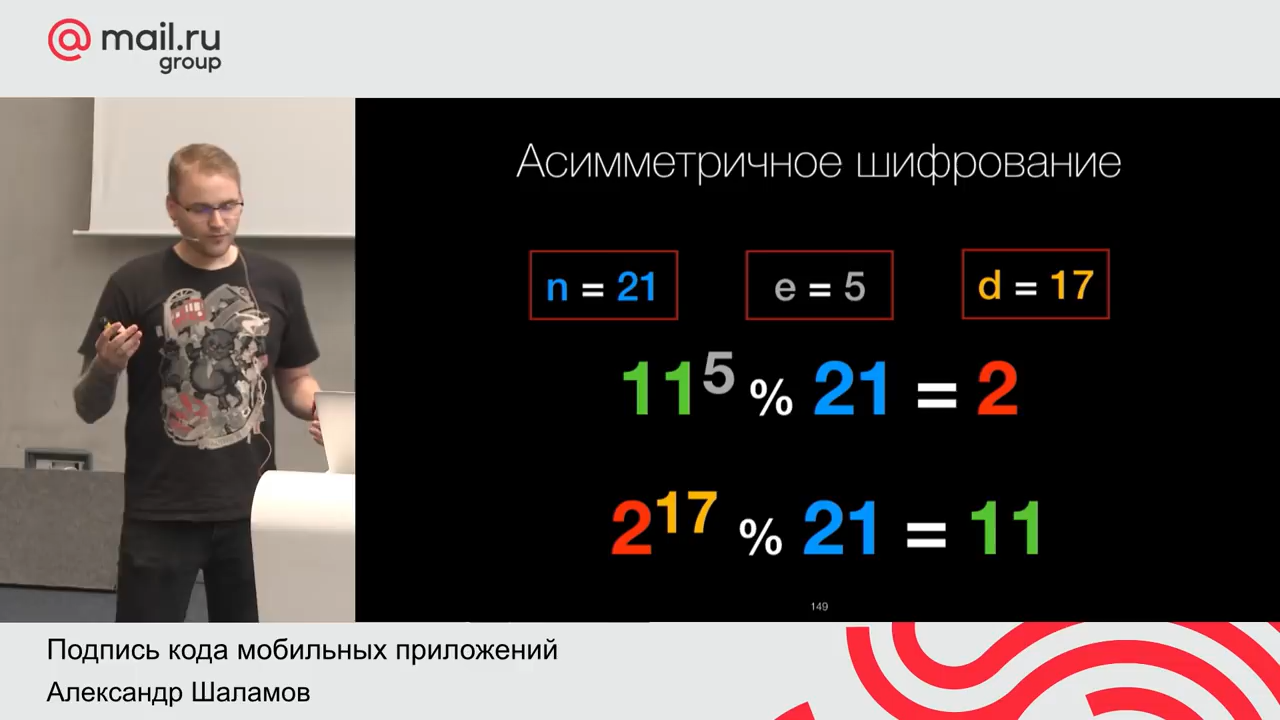 @mail.ru
group
Асимметричное шифрование
n = 21
e = 5
d = 17
11⁵ % 21 = 2
2¹⁷ % 21 = 11
149
Подпись кода мобильных приложений
Александр Шаламов